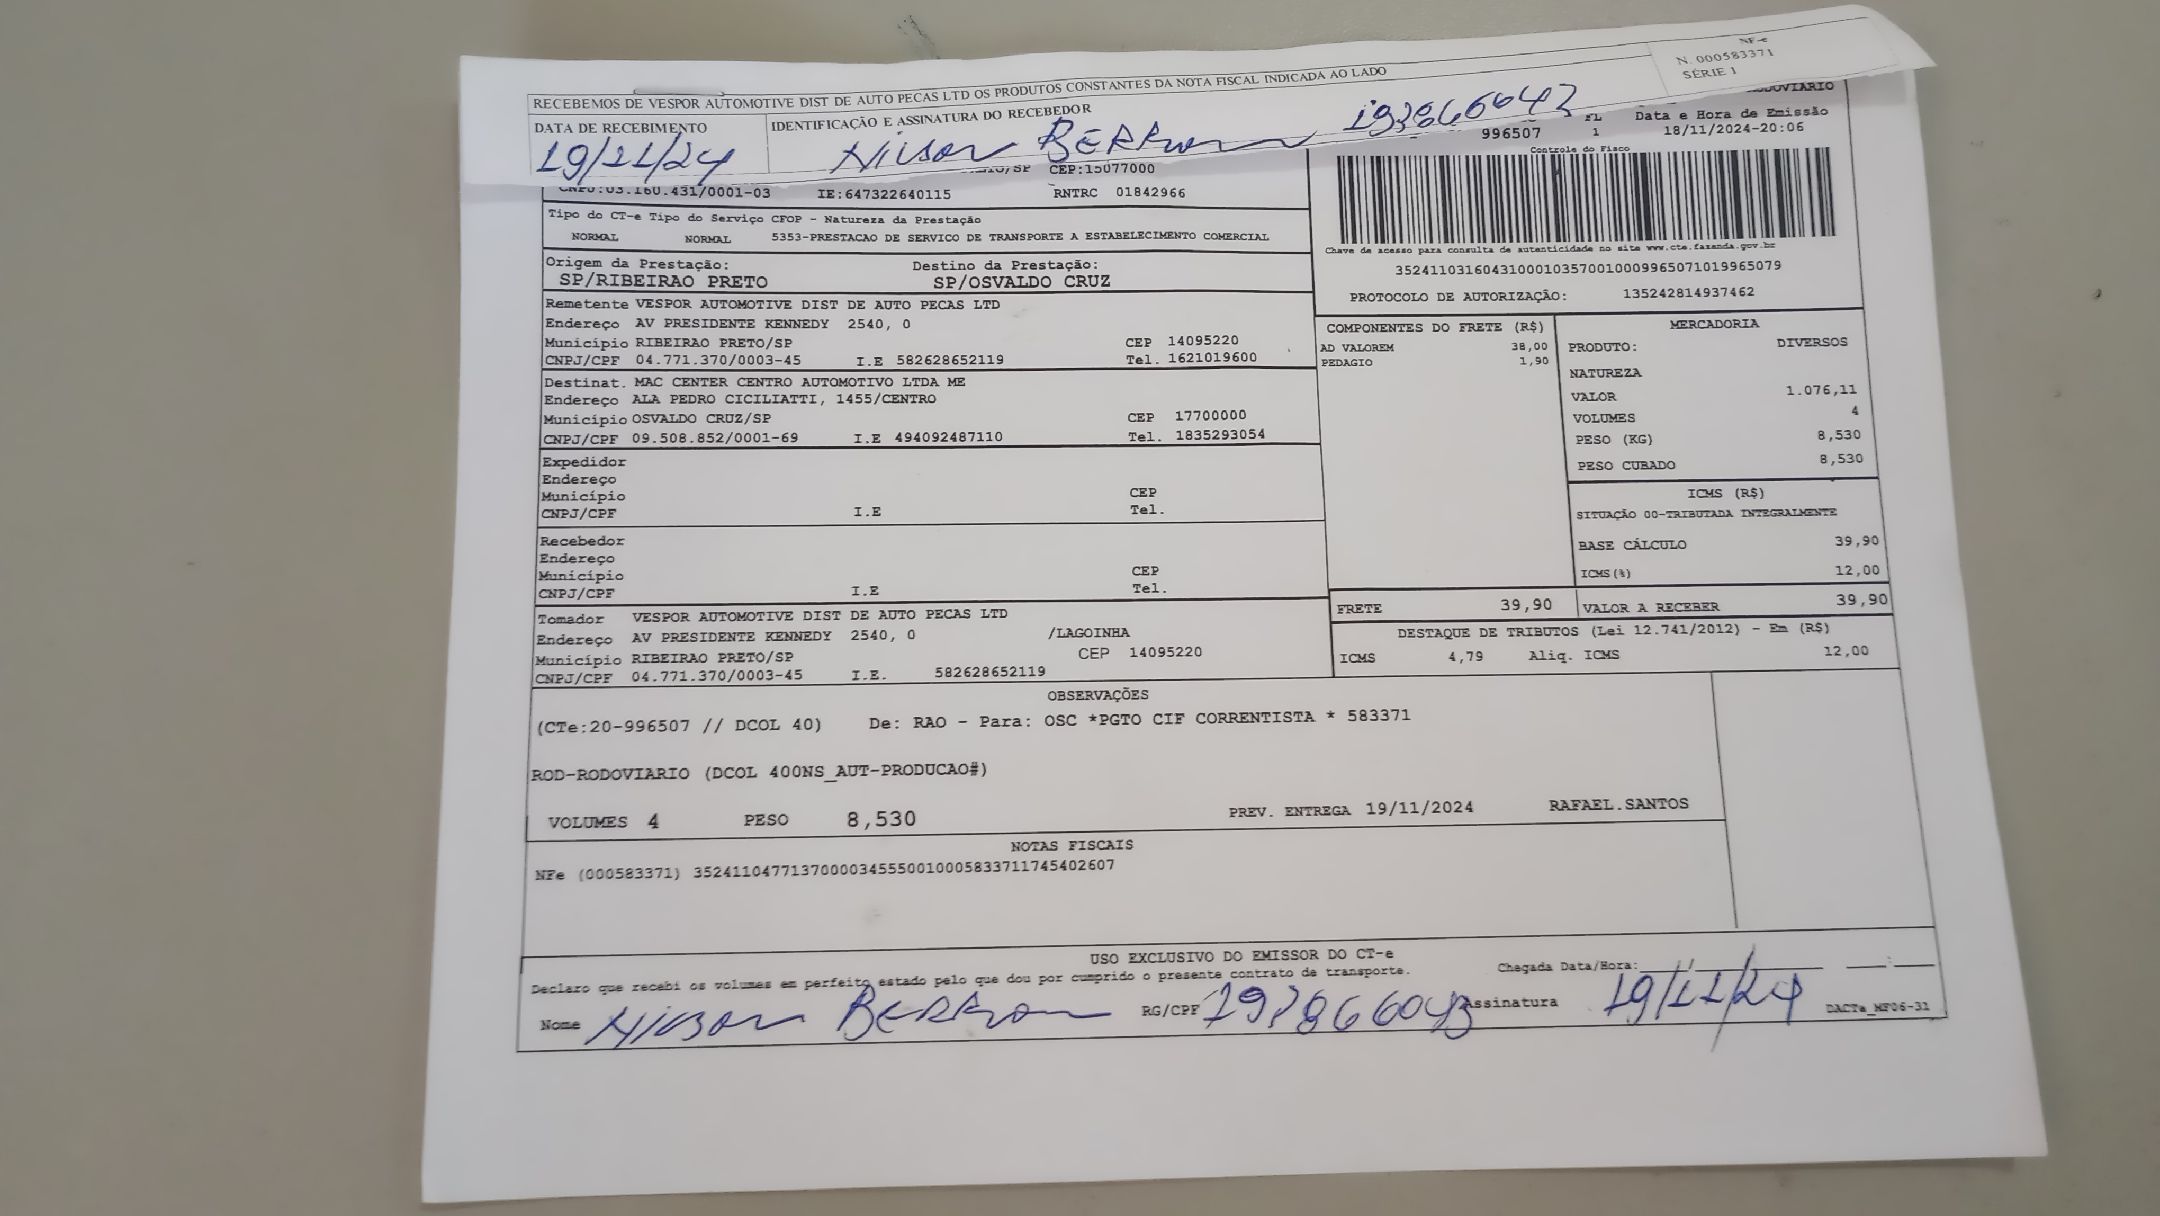 RECEBEMOS DE VESPOR AUTOMOTIVE DIST DE AUTO PECAS LTD OS PRODUTOS CONSTANTES DA NOTA FISCAL INDICADA AO LADO
NF-e
N. 000583371
SÉRIE 1
DATA DE RECEBIMENTO
IDENTIFICAÇÃO E ASSINATURA DO RECEBEDOR
19/11/24
996507
FL
1
Data e Hora de Emissão
18/11/2024-20:06
CEP:15077000
CNPJ:03.160.431/0001-03 IE:647322640115 RNTRC 01842966
Controle do Fisco
Tipo do CT-e Tipo do Serviço CFOP - Natureza da Prestação
NORMAL NORMAL 5353-PRESTACAO DE SERVICO DE TRANSPORTE A ESTABELECIMENTO COMERCIAL
Chave de acesso para consulta de autenticidade no site www.cte.fazenda.gov.br
35241103160431000103570010009965071019965079
PROTOCOLO DE AUTORIZAÇÃO: 135242814937462
Origem da Prestação: Destino da Prestação:
SP/RIBEIRAO PRETO SP/OSVALDO CRUZ
Remetente VESPOR AUTOMOTIVE DIST DE AUTO PECAS LTD
Endereço AV PRESIDENTE KENNEDY 2540, 0
Município RIBEIRAO PRETO/SP CEP 14095220
CNPJ/CPF 04.771.370/0003-45 I.E 582628652119 Tel. 1621019600
Destinat. MAC CENTER CENTRO AUTOMOTIVO LTDA ME
Endereço ALA PEDRO CICILIATTI, 1455/CENTRO
Município OSVALDO CRUZ/SP CEP 17700000
CNPJ/CPF 09.508.852/0001-69 I.E 494092487110 Tel. 1835293054
Expedidor
Endereço
Município CEP
CNPJ/CPF I.E Tel.
Recebedor
Endereço
Município CEP
CNPJ/CPF I.E Tel.
Tomador VESPOR AUTOMOTIVE DIST DE AUTO PECAS LTD
Endereço AV PRESIDENTE KENNEDY 2540, 0 /LAGOINHA
Município RIBEIRAO PRETO/SP CEP 14095220
CNPJ/CPF 04.771.370/0003-45 I.E. 582628652119
COMPONENTES DO FRETE (R$)
AD VALOREM 38,00
PEDAGIO 1,90
MERCADORIA
PRODUTO: DIVERSOS
NATUREZA
VALOR 1.076,11
VOLUMES 4
PESO (KG) 8,530
PESO CUBADO 8,530
ICMS (R$)
SITUAÇÃO 00-TRIBUTADA INTEGRALMENTE
BASE CÁLCULO 39,90
ICMS(%) 12,00
FRETE 39,90 VALOR A RECEBER 39,90
DESTAQUE DE TRIBUTOS (Lei 12.741/2012) - Em (R$)
ICMS 4,79 Aliq. ICMS 12,00
OBSERVAÇÕES
(CTe:20-996507 // DCOL 40) De: RAO - Para: OSC *PGTO CIF CORRENTISTA * 583371
ROD-RODOVIARIO (DCOL 400NS_AUT-PRODUCAO#)
VOLUMES 4 PESO 8,530 PREV. ENTREGA 19/11/2024 RAFAEL.SANTOS
NOTAS FISCAIS
NFe (000583371) 35241104771370000345550010005833711745402607
USO EXCLUSIVO DO EMISSOR DO CT-e
Declaro que recebi os volumes em perfeito estado pelo que dou por cumprido o presente contrato de transporte.
Chegada Data/Hora: / / :
Nome RG/CPF Assinatura 19/11/24
DACTe_MF06-31